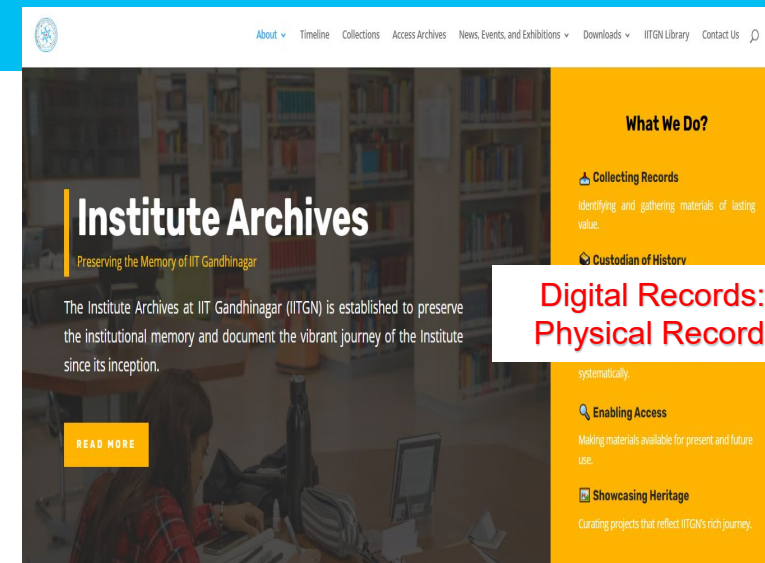 About Timeline Collections Access Archives News, Events, and Exhibitions Downloads IITGN Library Contact Us
Institute Archives
Preserving the Memory of IIT Gandhinagar
The Institute Archives at IIT Gandhinagar (IITGN) is established to preserve
the institutional memory and document the vibrant journey of the Institute
since its inception.
READ MORE
What We Do?
Collecting Records
Identifying and gathering materials of lasting
value.
Custodian of History
Digital Records:
Physical Record
systematically.
Enabling Access
Making materials available for present and future
use.
Showcasing Heritage
Curating projects that reflect IITGN's rich journey.